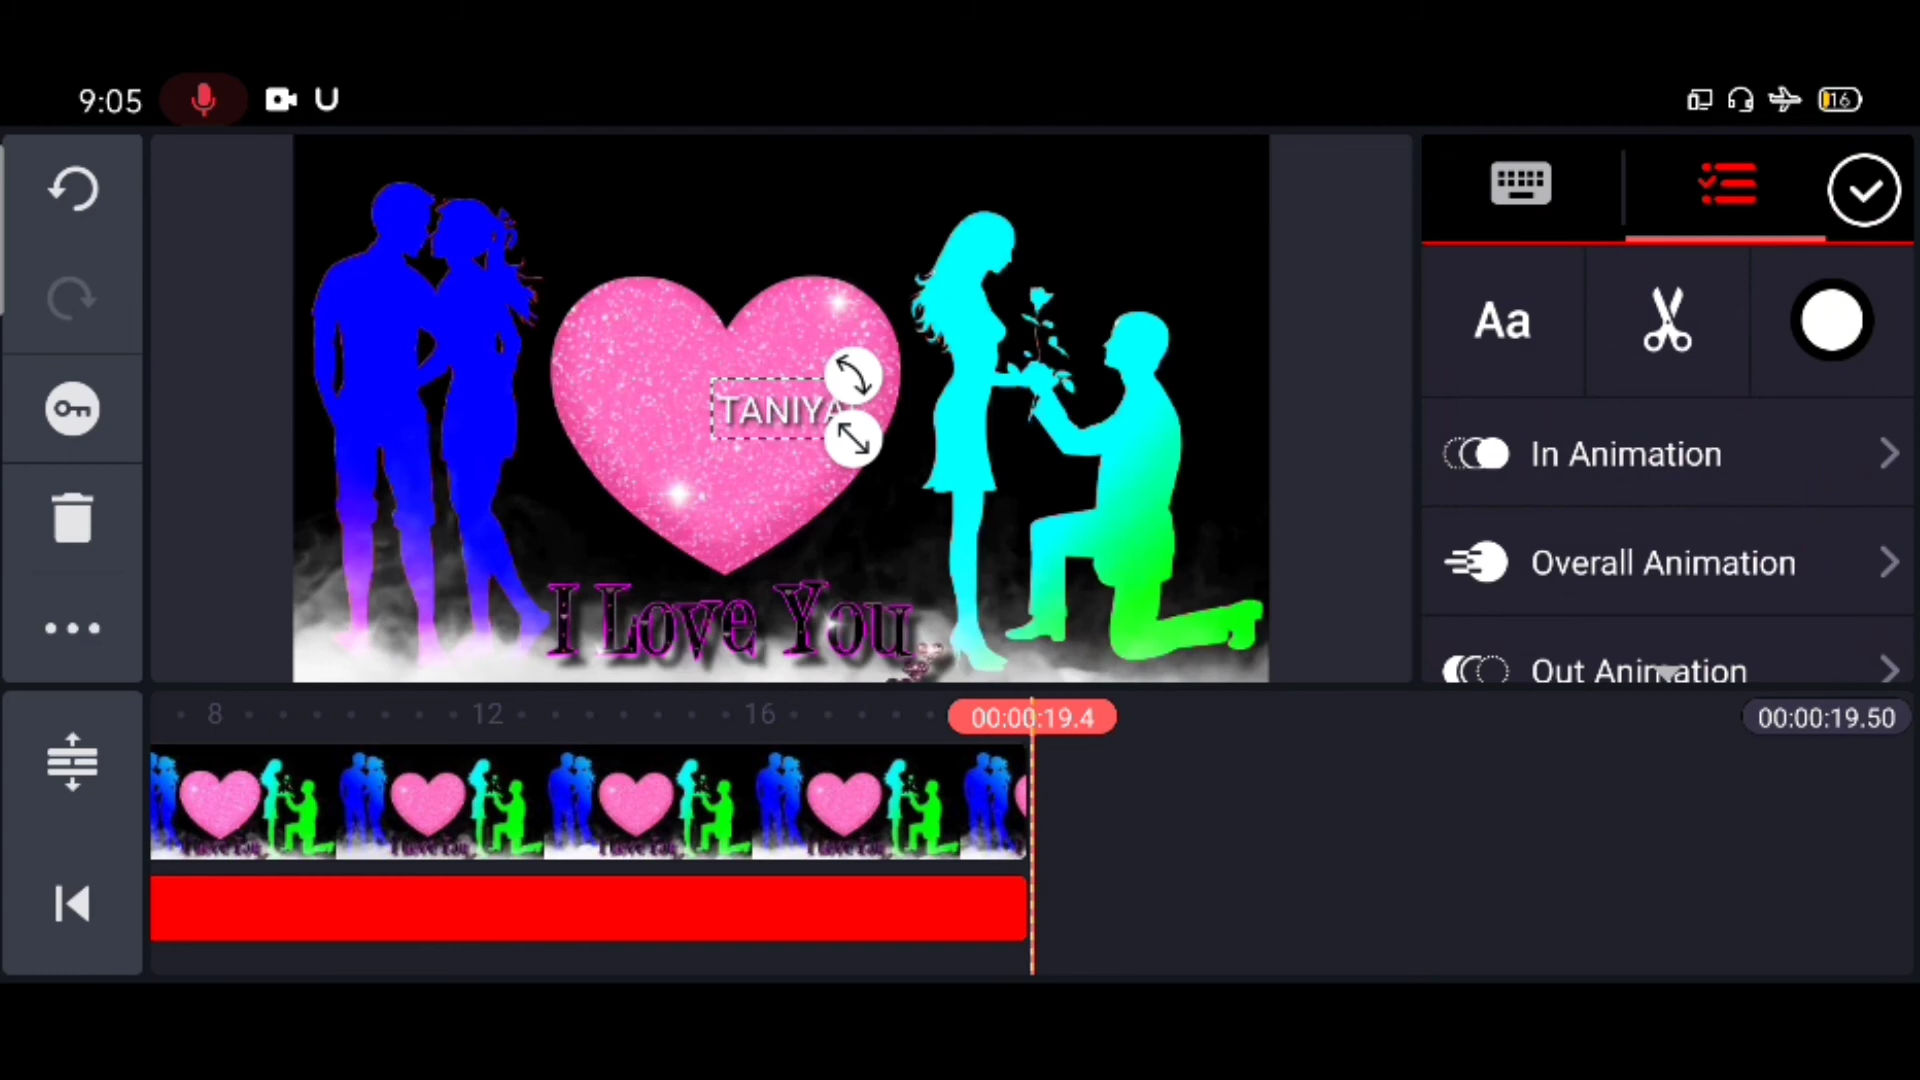 9:05 U 16
TANIYA
I Love You
Aa
In Animation
Overall Animation
Out Animation
8 12 16 00:00:19.4 00:00:19.50